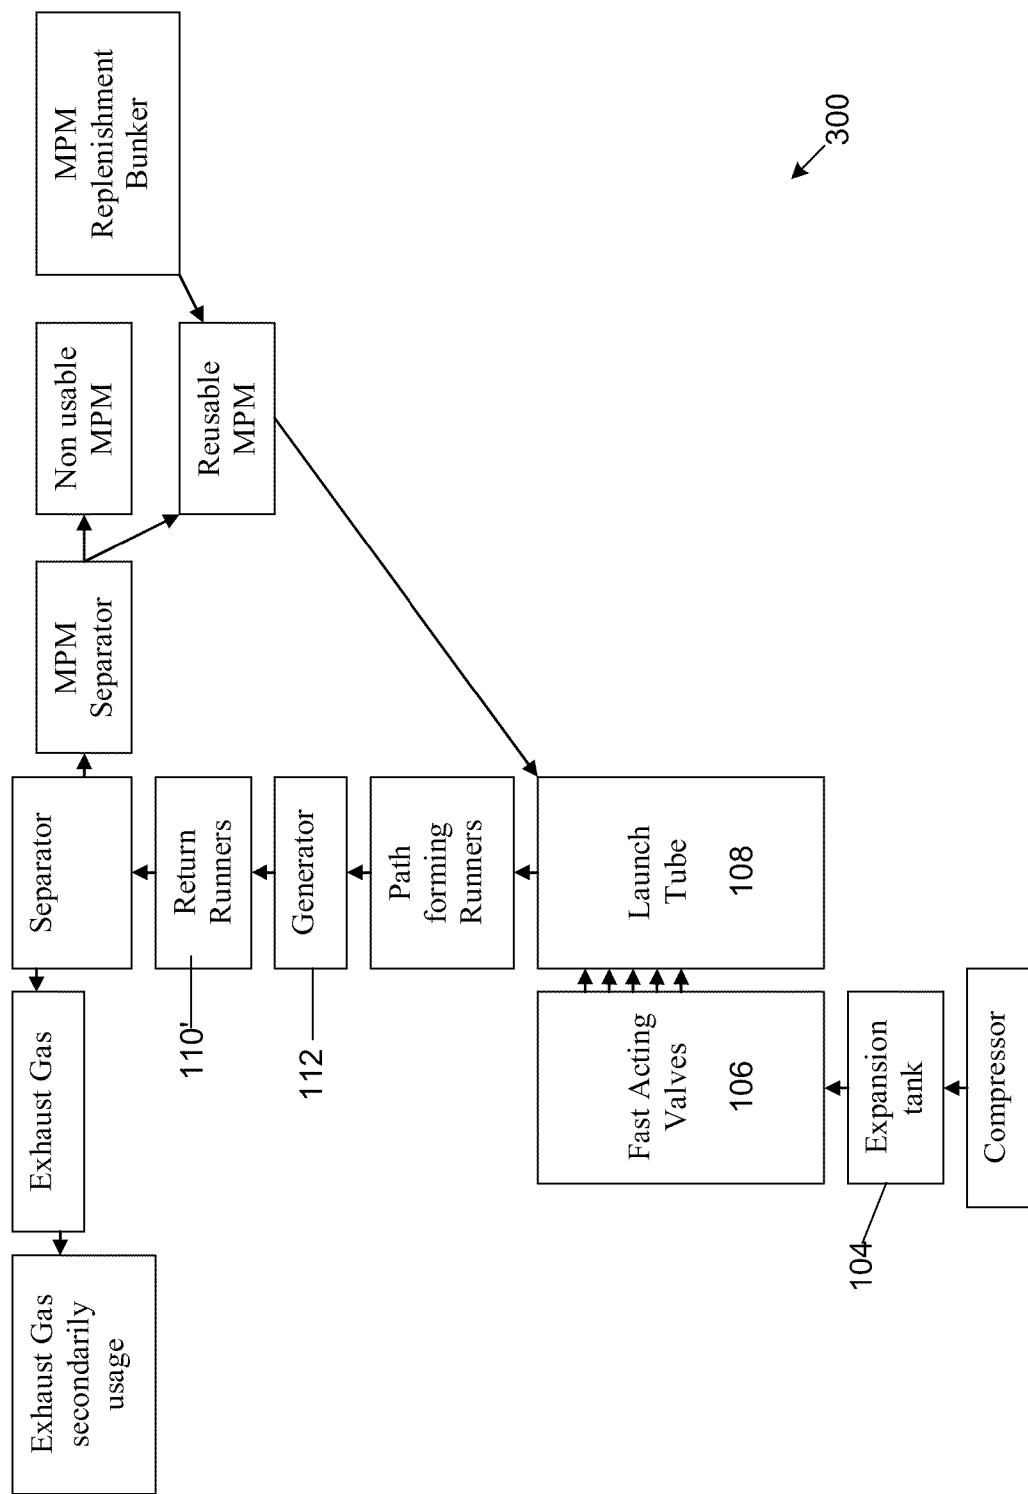 Exhaust Gas
secondarily
usage
Exhaust Gas
Separator
MPM
Separator
Non usable
MPM
MPM
Replenishment
Bunker
110'
Return
Runners
Reusable
MPM
112
Generator
Path
forming
Runners
Fast Acting
Valves
106
Launch
Tube
108
300
104
Expansion
tank
Compressor